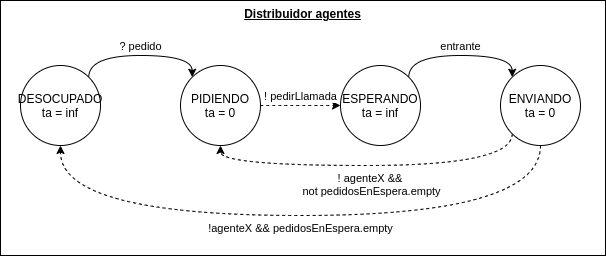 Distribuidor agentes
? pedido
entrante
DESOCUPADO
ta = inf
PIDIENDO
ta = 0
! pedirLlamada
ESPERANDO
ta = inf
ENVIANDO
ta = 0
! agenteX &&
not pedidosEnEspera.empty
!agenteX && pedidosEnEspera.empty